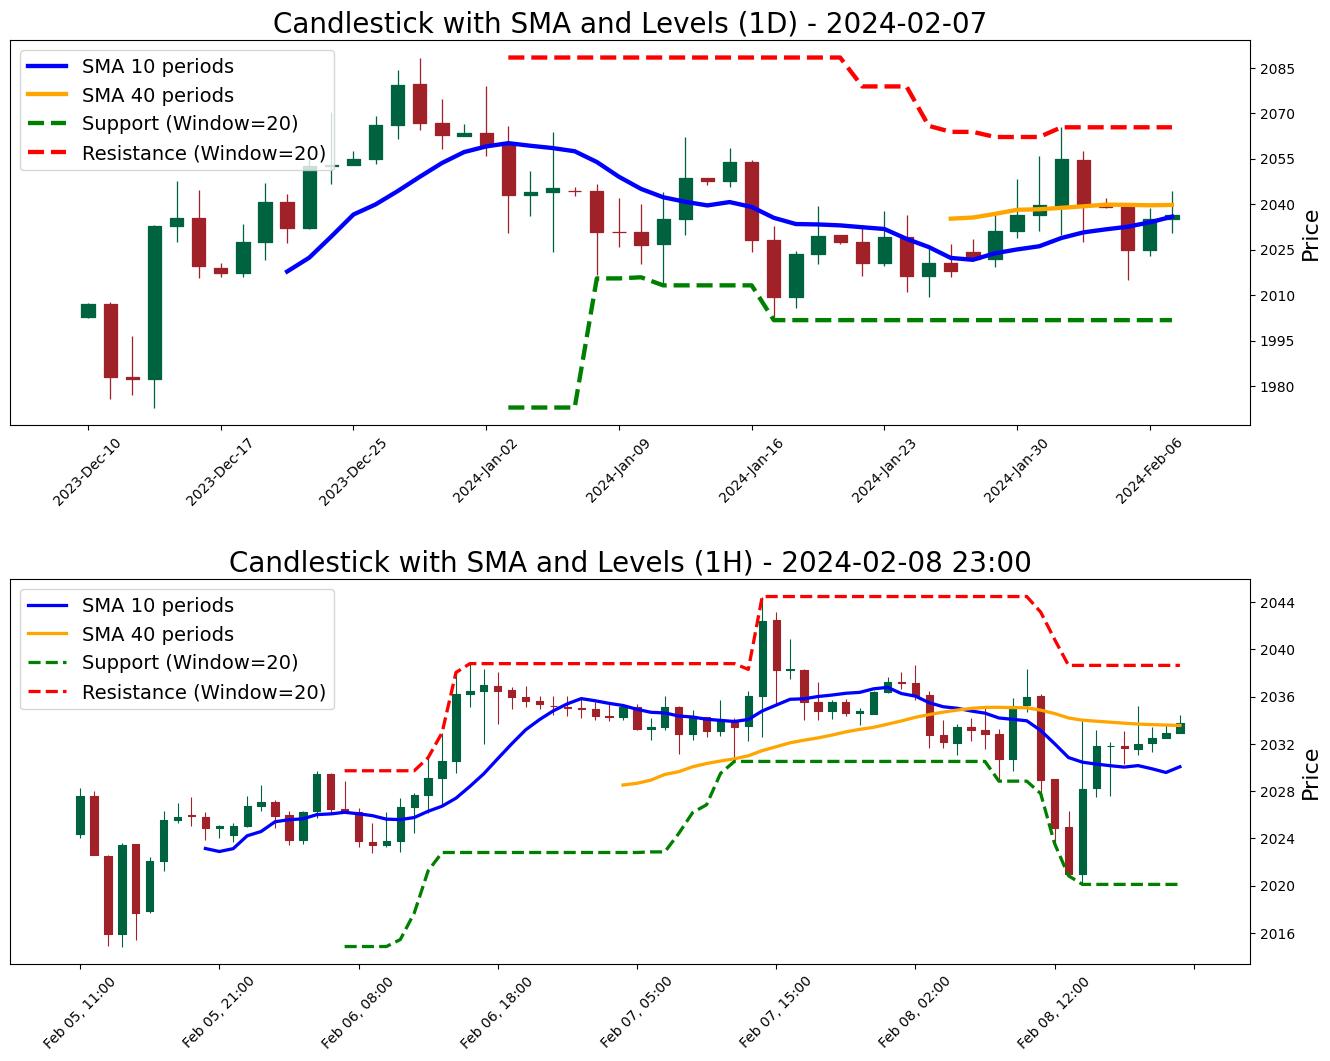 Candlestick with SMA and Levels (1D) - 2024-02-07
SMA 10 periods
SMA 40 periods
Support (Window=20)
Resistance (Window=20)
2085
2070
2055
2040
2025
2010
1995
1980
Price
2023-Dec-10
2023-Dec-17
2023-Dec-25
2024-Jan-02
2024-Jan-09
2024-Jan-16
2024-Jan-23
2024-Jan-30
2024-Feb-06
Candlestick with SMA and Levels (1H) - 2024-02-08 23:00
SMA 10 periods
SMA 40 periods
Support (Window=20)
Resistance (Window=20)
2044
2040
2036
2032
2028
2024
2020
2016
Price
Feb 05, 11:00
Feb 05, 21:00
Feb 06, 08:00
Feb 06, 18:00
Feb 07, 05:00
Feb 07, 15:00
Feb 08, 02:00
Feb 08, 12:00